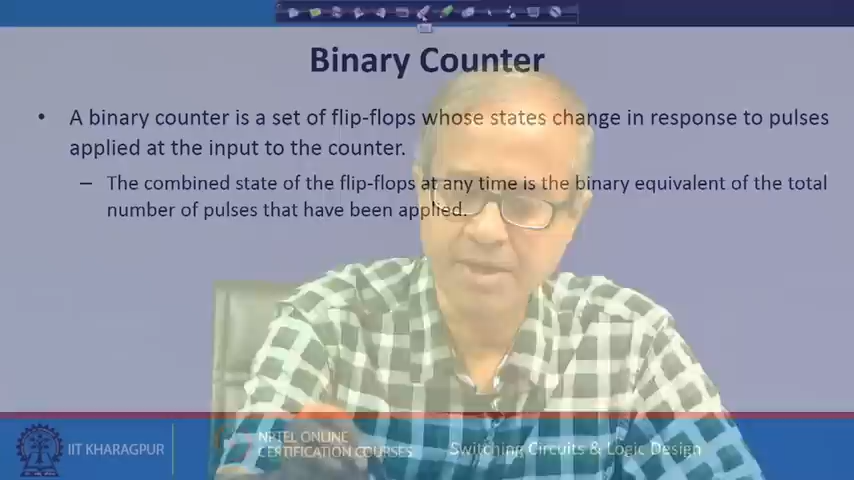 Binary Counter
• A binary counter is a set of flip-flops whose states change in response to pulses
applied at the input to the counter.
– The combined state of the flip-flops at any time is the binary equivalent of the total
number of pulses that have been applied.
IIT KHARAGPUR
NPTEL ONLINE
CERTIFICATION COURSES
Switching Circuits & Logic Design